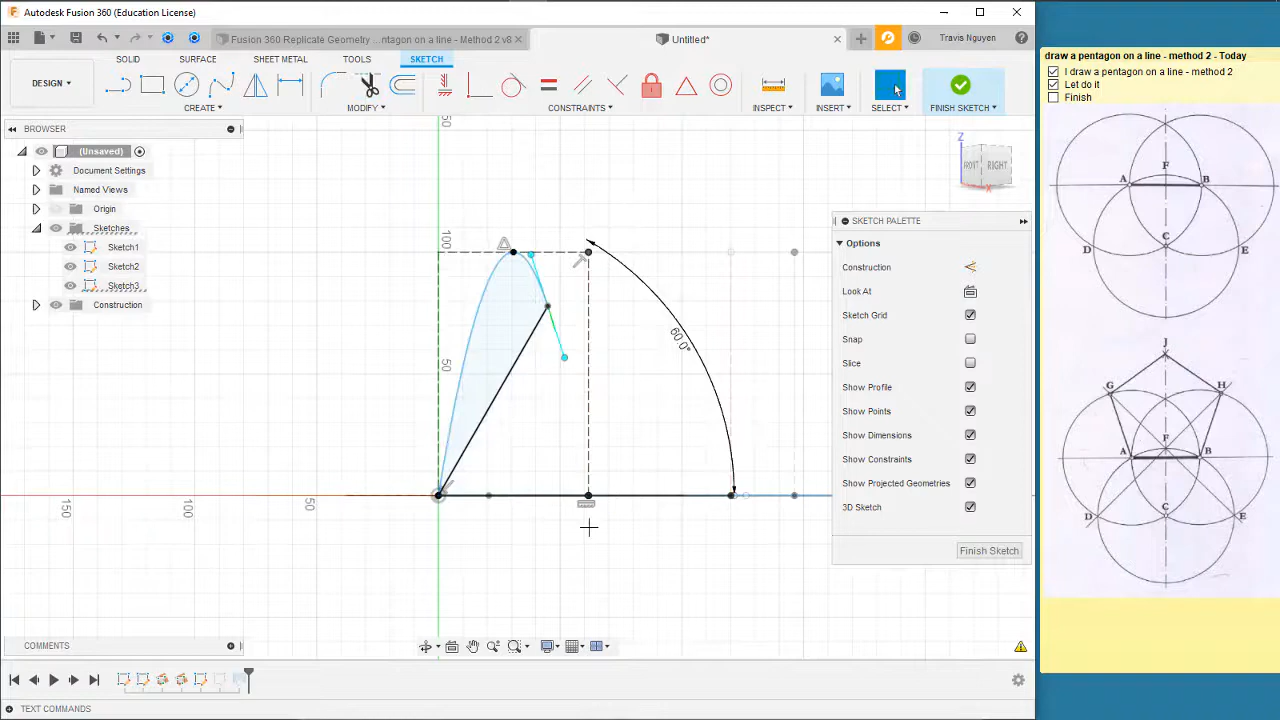 Autodesk Fusion 360 (Education License)
Fusion 360 Replicate Geometry ...ntagon on a line - Method 2 v8
Untitled*
Travis Nguyen
SOLID
SURFACE
SHEET METAL
TOOLS
SKETCH
DESIGN
CREATE
MODIFY
CONSTRAINTS
INSPECT
INSERT
SELECT
FINISH SKETCH
BROWSER
(Unsaved)
Document Settings
Named Views
Origin
Sketches
Sketch1
Sketch2
Sketch3
Construction
50
100
50
150
100
50
50
100
60.0°
Z
X
FRONT
RIGHT
SKETCH PALETTE
Options
Construction
Look At
Sketch Grid
Snap
Slice
Show Profile
Show Points
Show Dimensions
Show Constraints
Show Projected Geometries
3D Sketch
Finish Sketch
COMMENTS
TEXT COMMANDS
draw a pentagon on a line - method 2 - Today
I draw a pentagon on a line - method 2
Let do it
Finish
F
A
B
D
C
E
J
G
H
F
A
B
D
C
E